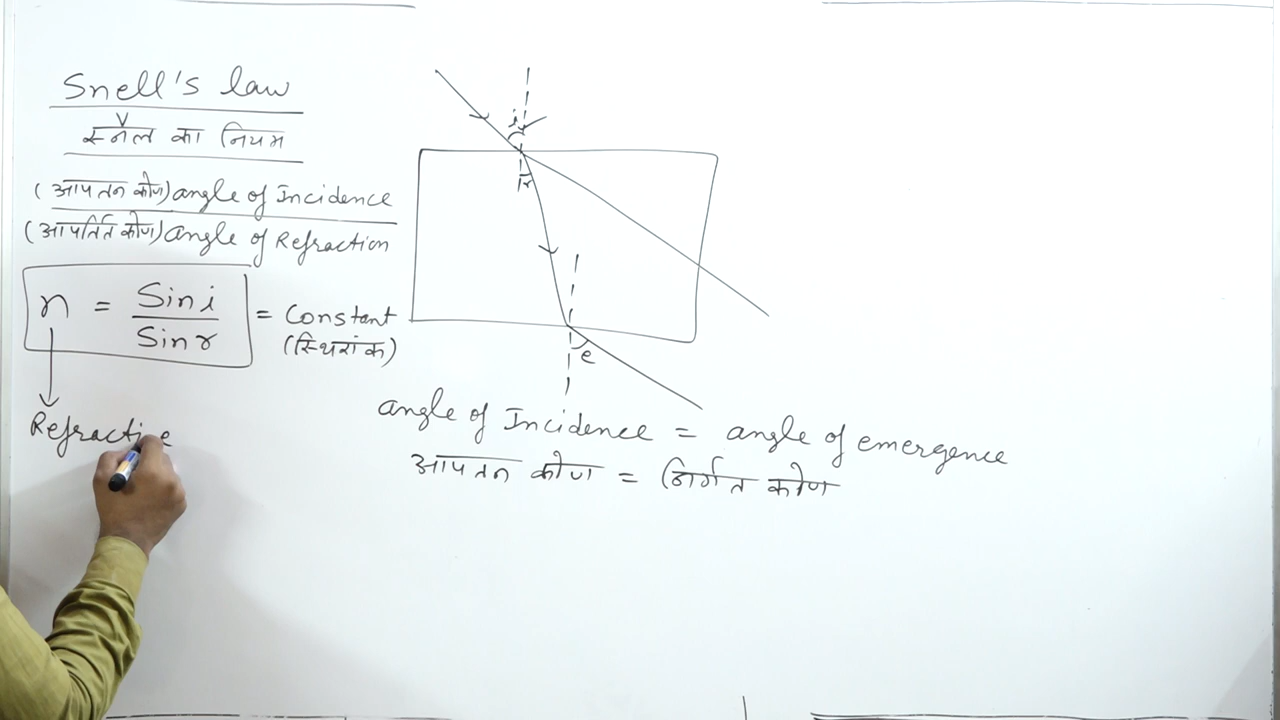 Snell's law
स्नैल का नियम
(आपतन कोण) angle of Incidence
(आपर्तित कोण) angle of Refraction
n = Sin i / Sin r = Constant
(स्थिरांक)
Refractive
i
r
e
angle of Incidence = angle of emergence
आपतन कोण = निर्गत कोण